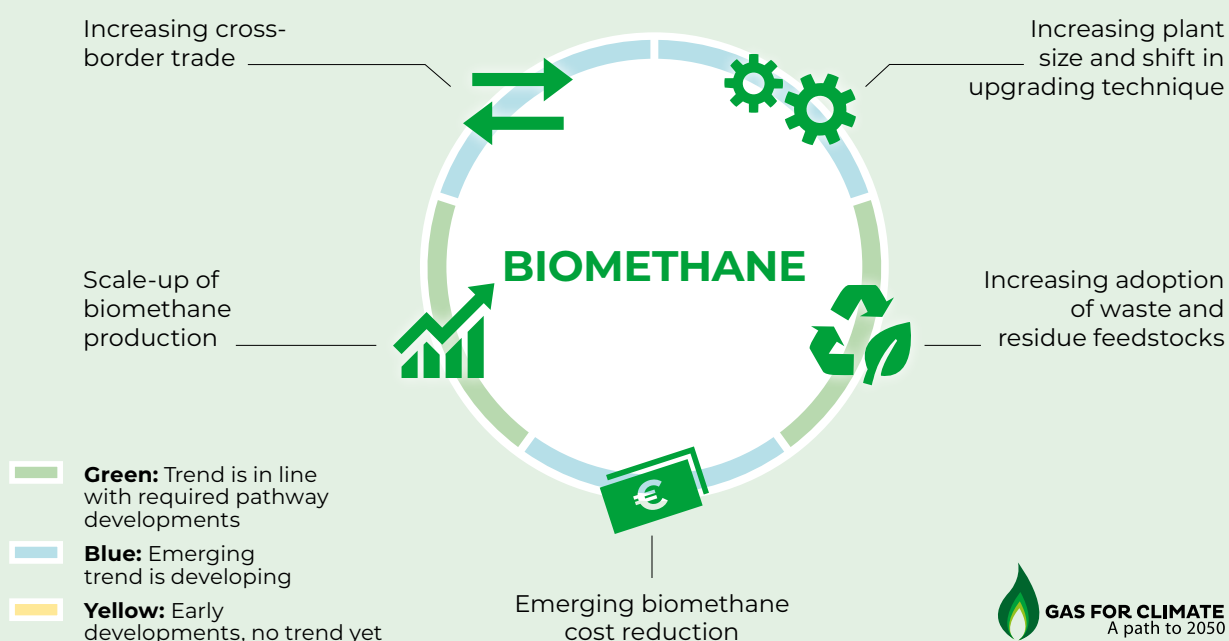 Increasing cross-
border trade
Increasing plant
size and shift in
upgrading technique
BIOMETHANE
Scale-up of
biomethane
production
Increasing adoption
of waste and
residue feedstocks
€
Emerging biomethane
cost reduction
Green: Trend is in line
with required pathway
developments
Blue: Emerging
trend is developing
Yellow: Early
developments, no trend yet
GAS FOR CLIMATE
A path to 2050